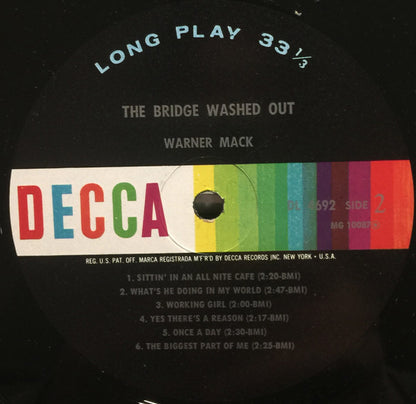 LONG PLAY 33 1/3
THE BRIDGE WASHED OUT
WARNER MACK
DECCA
SIDE 2
REG. U.S. PAT. OFF. MARCA REGISTRADA M'F'R'D BY DECCA RECORDS INC. NEW YORK • U.S.A.
1. SITTIN' IN AN ALL NITE CAFE (2:20-BMI)
2. WHAT'S HE DOING IN MY WORLD (2:47-BMI)
3. WORKING GIRL (2:00-BMI)
4. YES THERE'S A REASON (2:17-BMI)
5. ONCE A DAY (2:30-BMI)
6. THE BIGGEST PART OF ME (2:25-BMI)